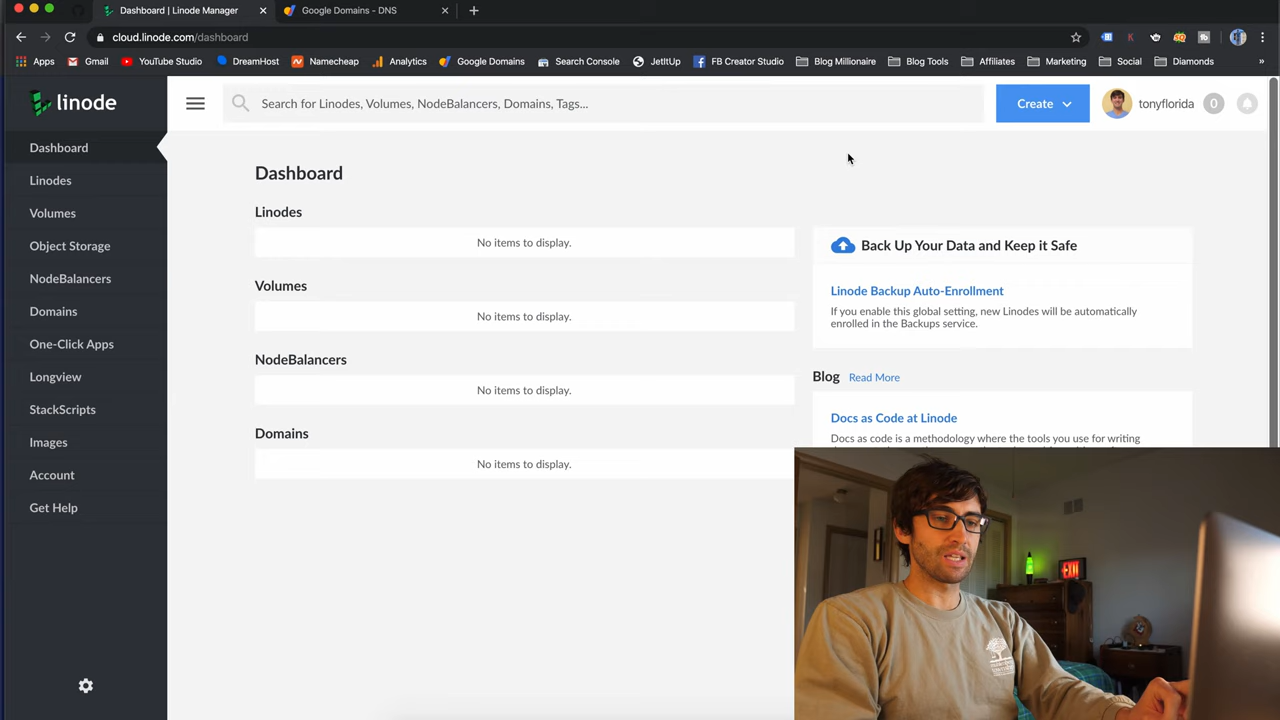 Dashboard | Linode Manager
Google Domains - DNS
cloud.linode.com/dashboard
Apps
Gmail
YouTube Studio
DreamHost
Namecheap
Analytics
Google Domains
Search Console
JetItUp
FB Creator Studio
Blog Millionaire
Blog Tools
Affiliates
Marketing
Social
Diamonds
linode
Search for Linodes, Volumes, NodeBalancers, Domains, Tags...
Create
tonyflorida
0
Dashboard
Linodes
Volumes
Object Storage
NodeBalancers
Domains
One-Click Apps
Longview
StackScripts
Images
Account
Get Help
Dashboard
Linodes
No items to display.
Volumes
No items to display.
NodeBalancers
No items to display.
Domains
No items to display.
Back Up Your Data and Keep it Safe
Linode Backup Auto-Enrollment
If you enable this global setting, new Linodes will be automatically
enrolled in the Backups service.
Blog Read More
Docs as Code at Linode
Docs as code is a methodology where the tools you use for writing
EXIT